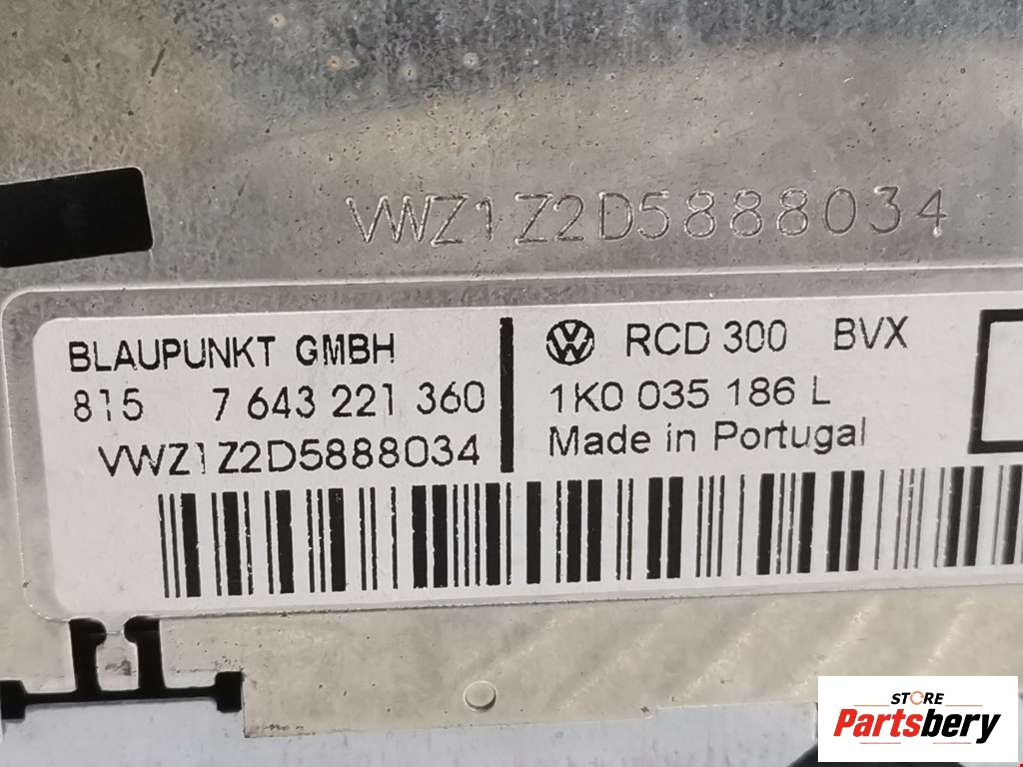 VWZ1Z2D5888034
BLAUPUNKT GMBH
815 7 643 221 360
VWZ1Z2D5888034
VW RCD 300 BVX
1K0 035 186 L
Made in Portugal
STORE
Partsbery